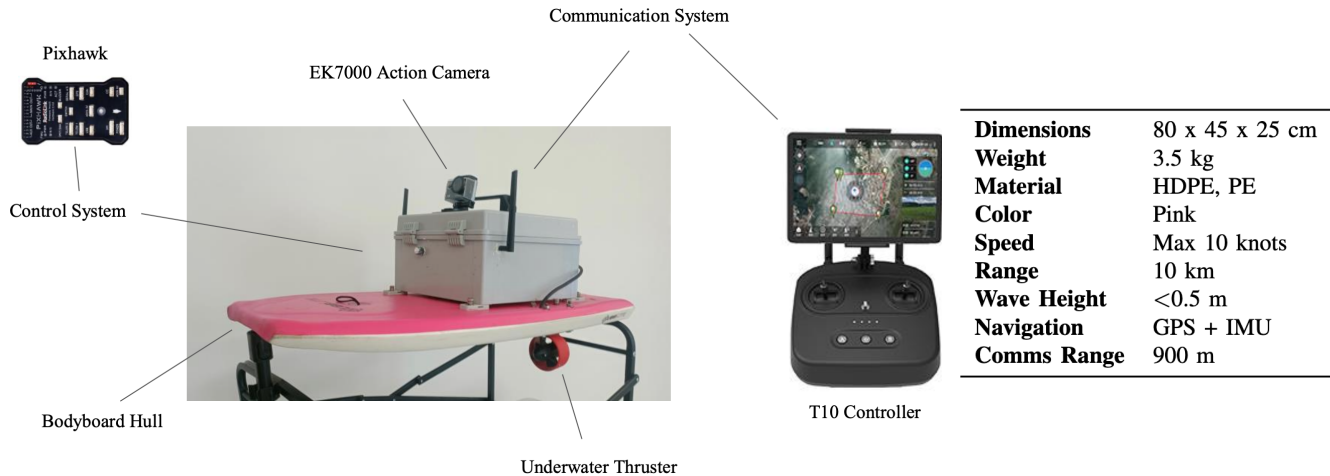 Communication System
Pixhawk
EK7000 Action Camera
PIXHAWK
Control System
Bodyboard Hull
Underwater Thruster
T10 Controller
Dimensions 80 x 45 x 25 cm
Weight 3.5 kg
Material HDPE, PE
Color Pink
Speed Max 10 knots
Range 10 km
Wave Height <0.5 m
Navigation GPS + IMU
Comms Range 900 m